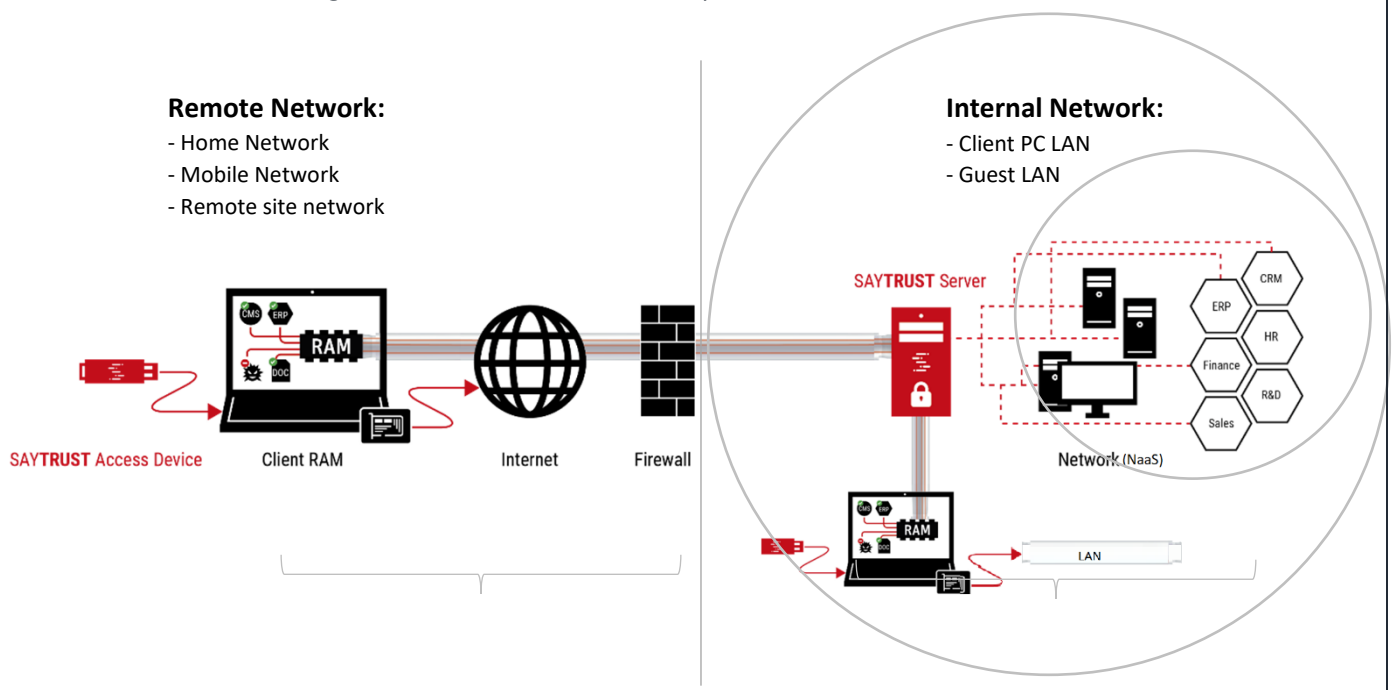 Remote Network:
- Home Network
- Mobile Network
- Remote site network
Internal Network:
- Client PC LAN
- Guest LAN
SAYTRUST Server
CRM
ERP
HR
Finance
R&D
Sales
Network (NaaS)
CMS
ERP
RAM
DOC
SAYTRUST Access Device
Client RAM
Internet
Firewall
CMS
ERP
RAM
DOC
LAN